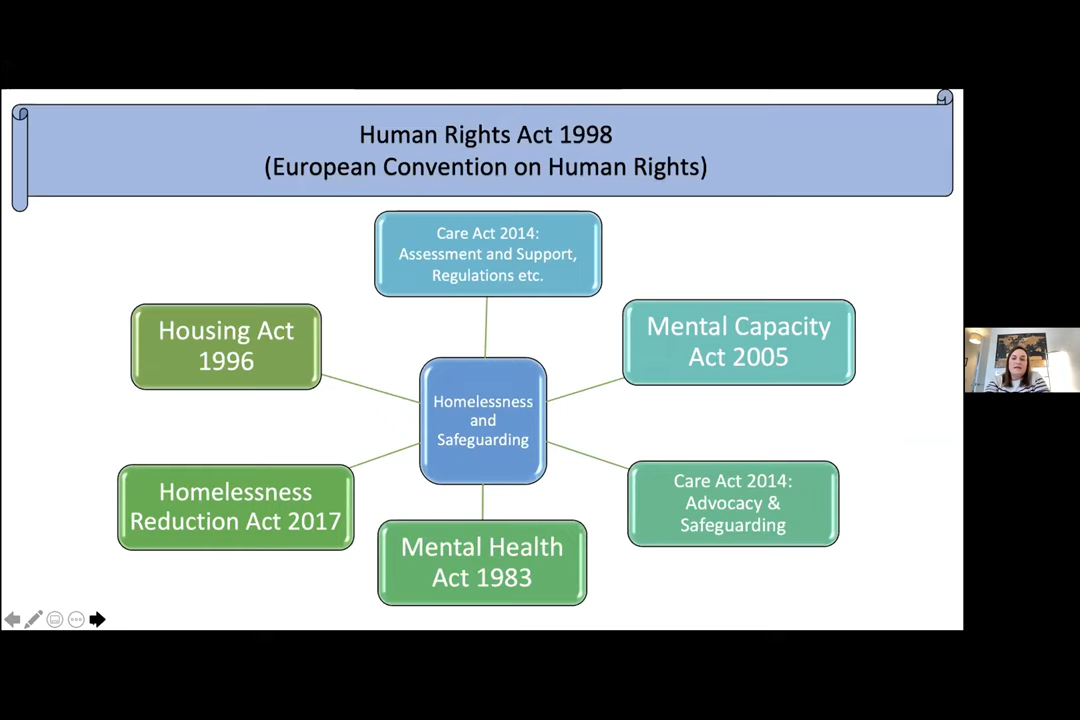 Human Rights Act 1998
(European Convention on Human Rights)
Care Act 2014:
Assessment and Support,
Regulations etc.
Housing Act
1996
Mental Capacity
Act 2005
Homelessness
and
Safeguarding
Homelessness
Reduction Act 2017
Care Act 2014:
Advocacy &
Safeguarding
Mental Health
Act 1983